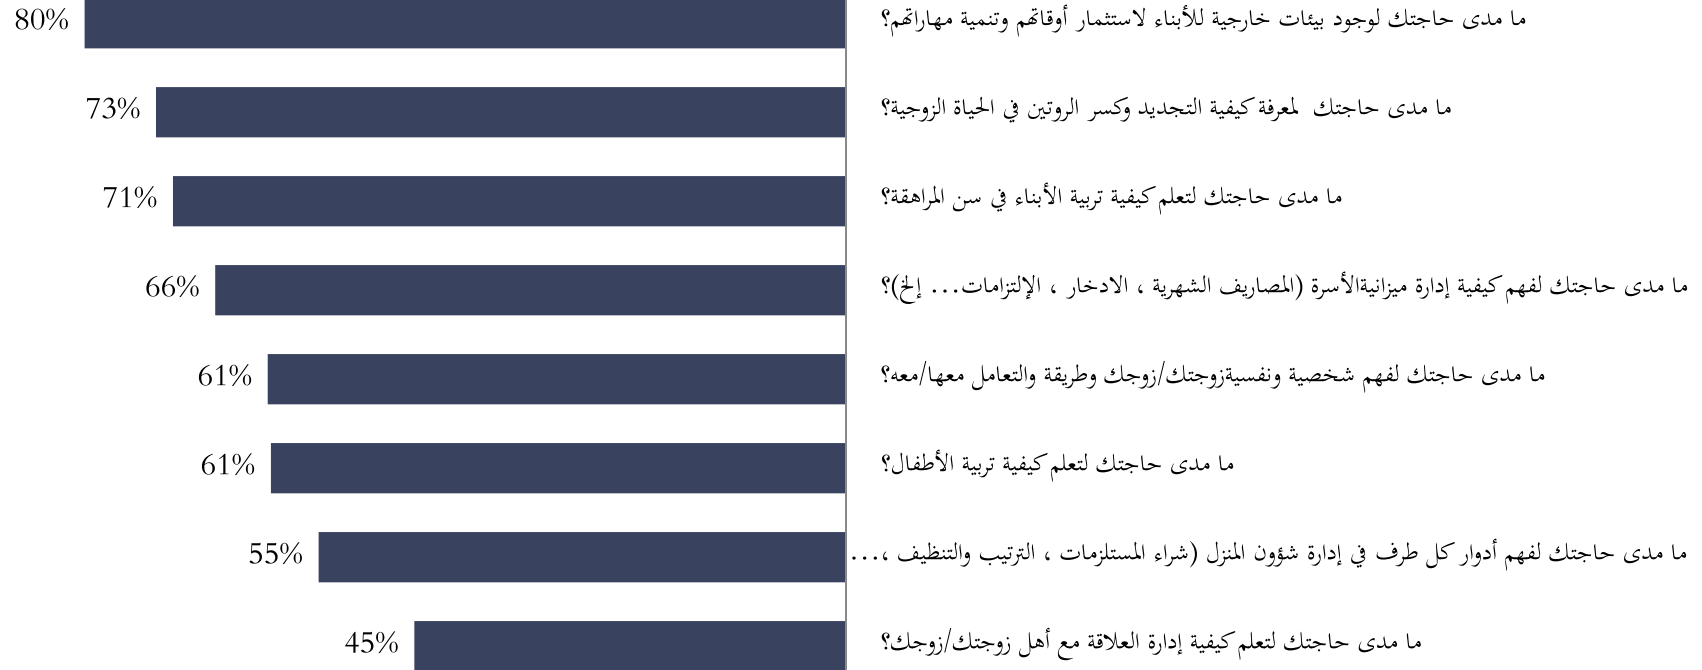 ما مدى حاجتك لوجود بيئات خارجية للأبناء لاستثمار أوقاتهم وتنمية مهاراتهم؟ 80%
ما مدى حاجتك لمعرفة كيفية التجديد وكسر الروتين في الحياة الزوجية؟ 73%
ما مدى حاجتك لتعلم كيفية تربية الأبناء في سن المراهقة؟ 71%
ما مدى حاجتك لفهم كيفية إدارة ميزانيةالأسرة (المصاريف الشهرية ، الادخار ، الإلتزامات... إلخ)؟ 66%
ما مدى حاجتك لفهم شخصية ونفسيةزوجتك/زوجك وطريقة والتعامل معها/معه؟ 61%
ما مدى حاجتك لتعلم كيفية تربية الأطفال؟ 61%
ما مدى حاجتك لفهم أدوار كل طرف في إدارة شؤون المنزل (شراء المستلزمات ، الترتيب والتنظيف ،... 55%
ما مدى حاجتك لتعلم كيفية إدارة العلاقة مع أهل زوجتك/زوجك؟ 45%